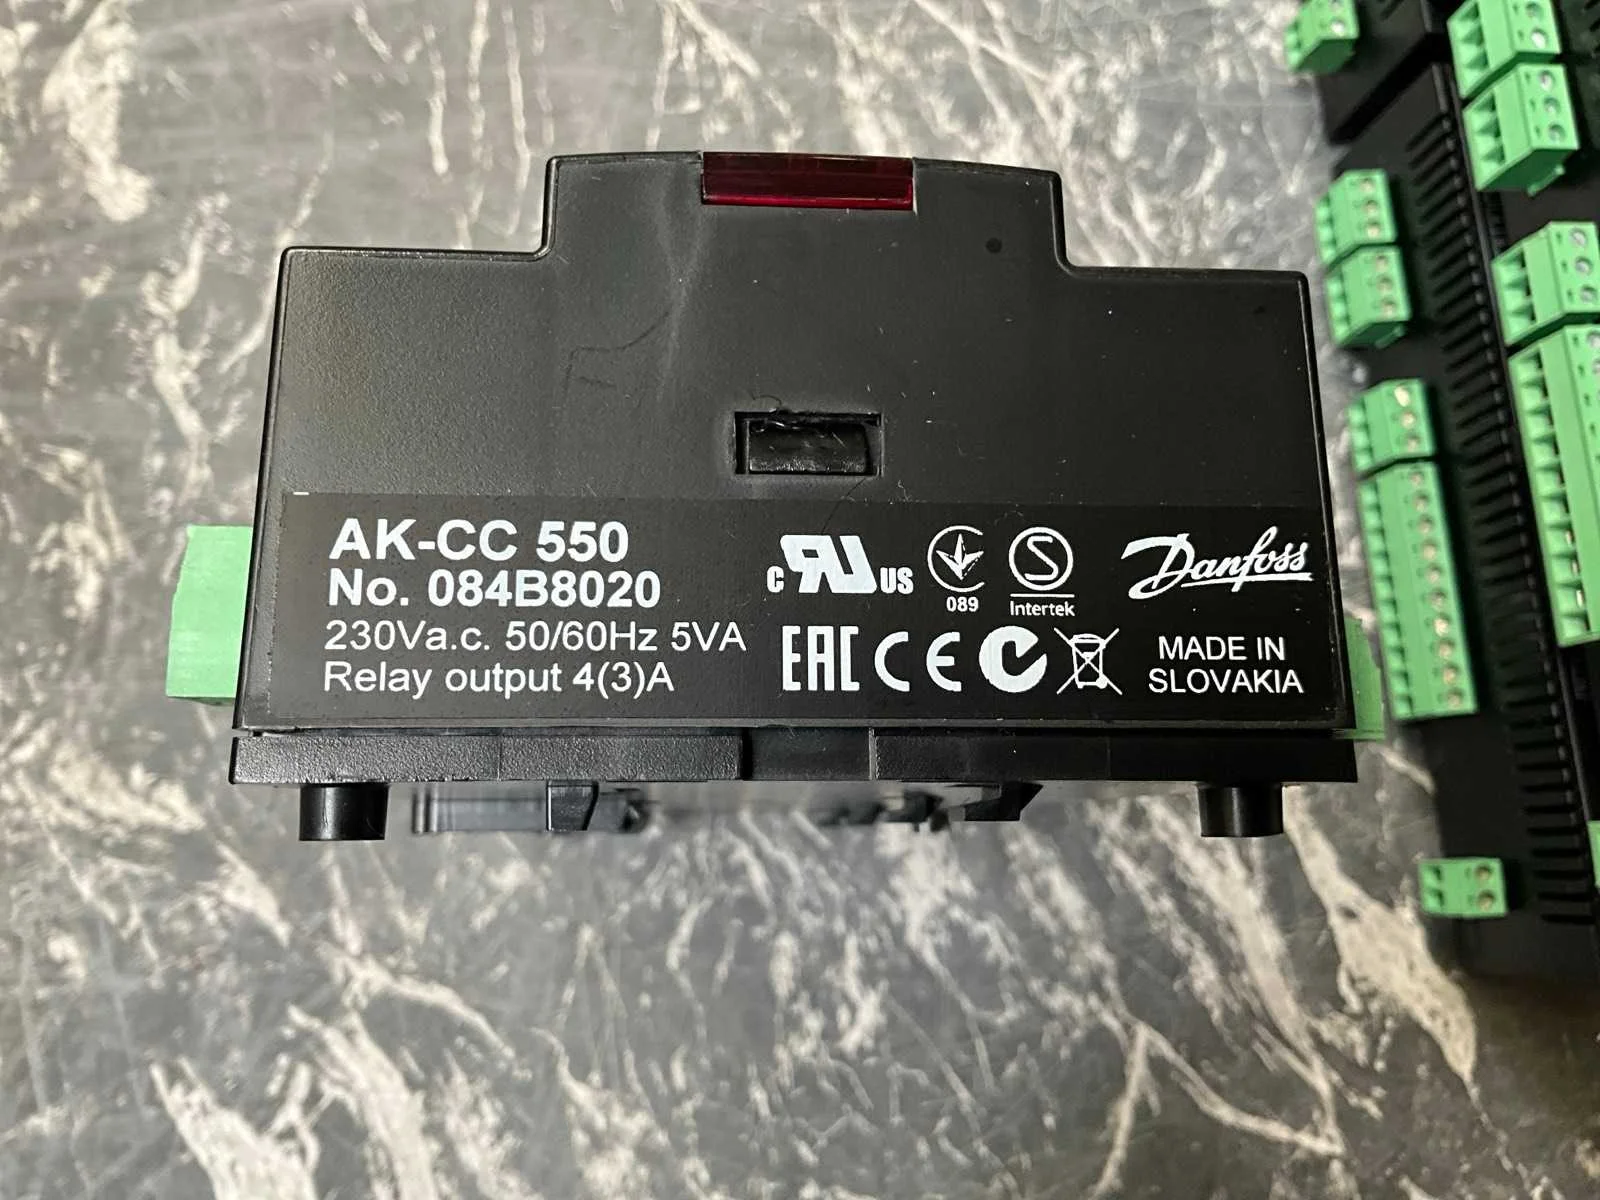 AK-CC 550
No. 084B8020
230Va.c. 50/60Hz 5VA
Relay output 4(3)A
c RU US
089
S
Intertek
Danfoss
EAC CE
MADE IN
SLOVAKIA